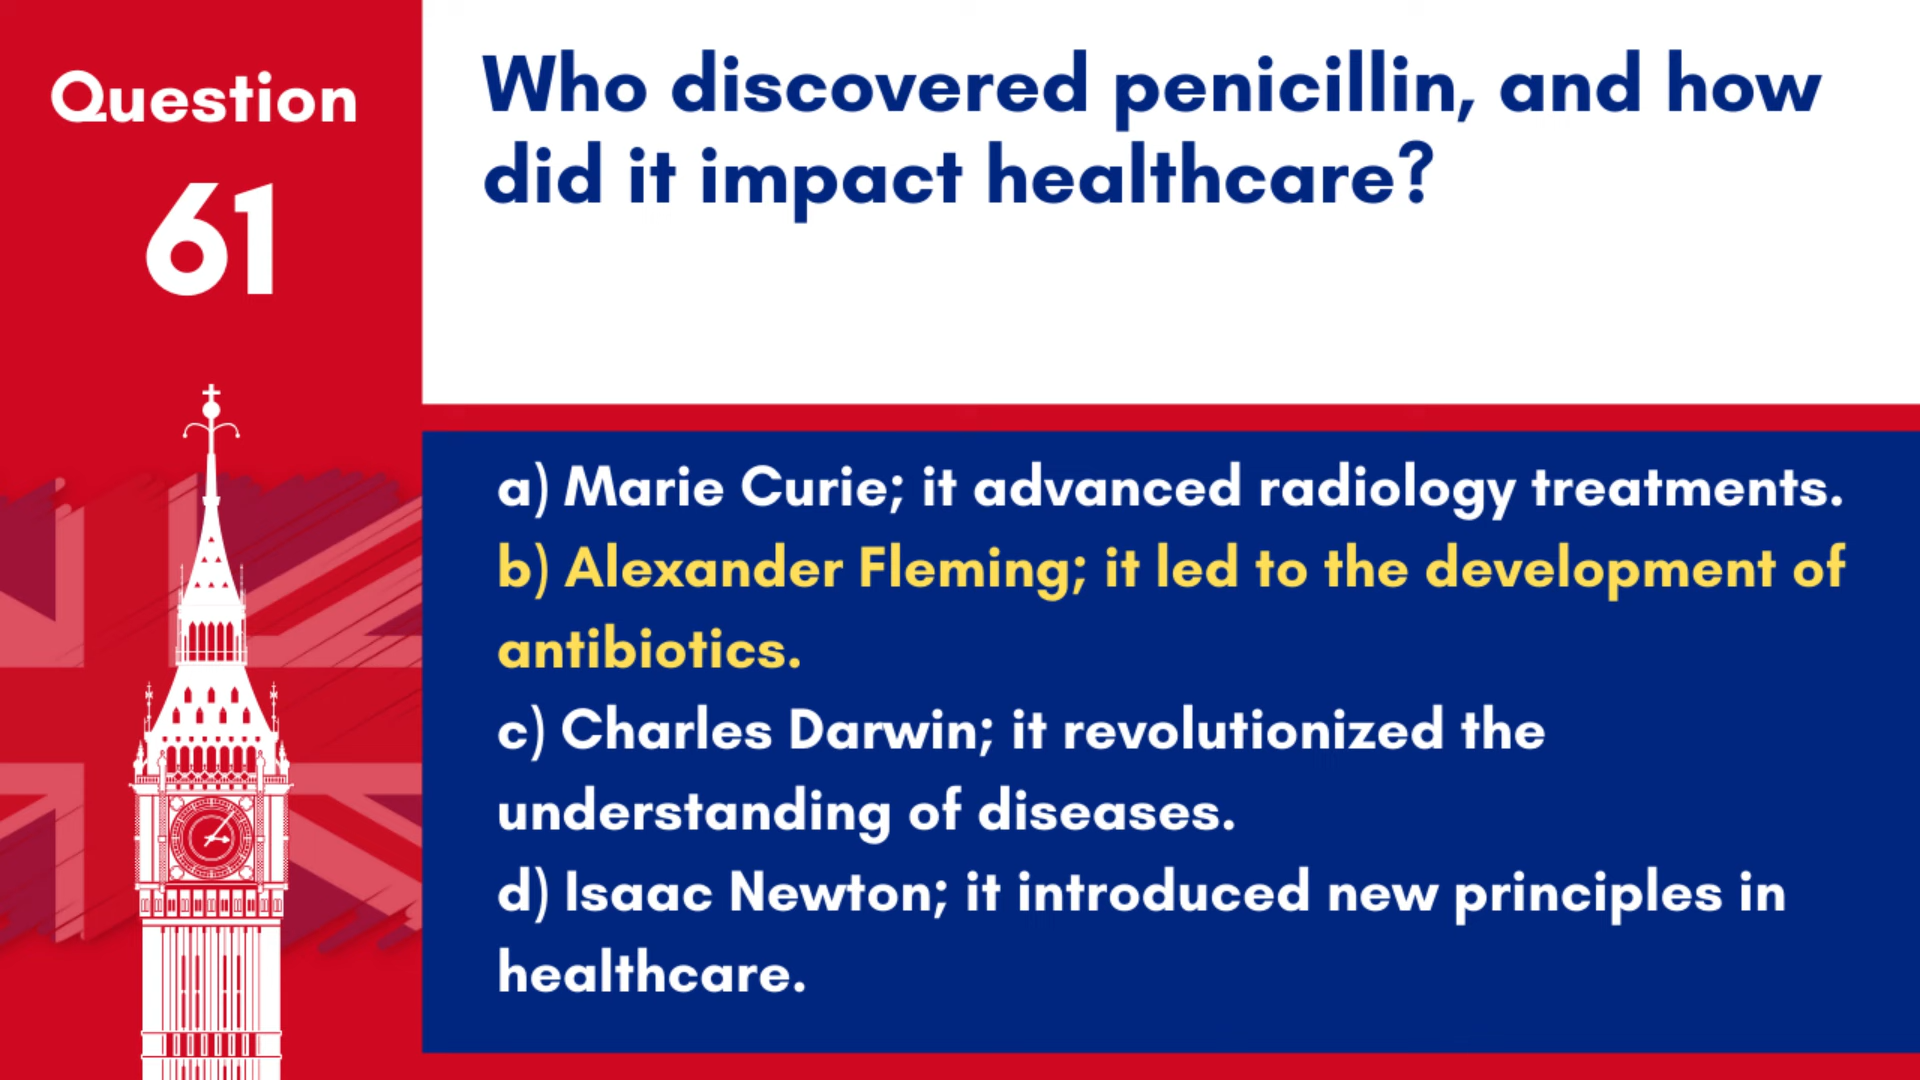 Question
61
Who discovered penicillin, and how
did it impact healthcare?
a) Marie Curie; it advanced radiology treatments.
b) Alexander Fleming; it led to the development of
antibiotics.
c) Charles Darwin; it revolutionized the
understanding of diseases.
d) Isaac Newton; it introduced new principles in
healthcare.